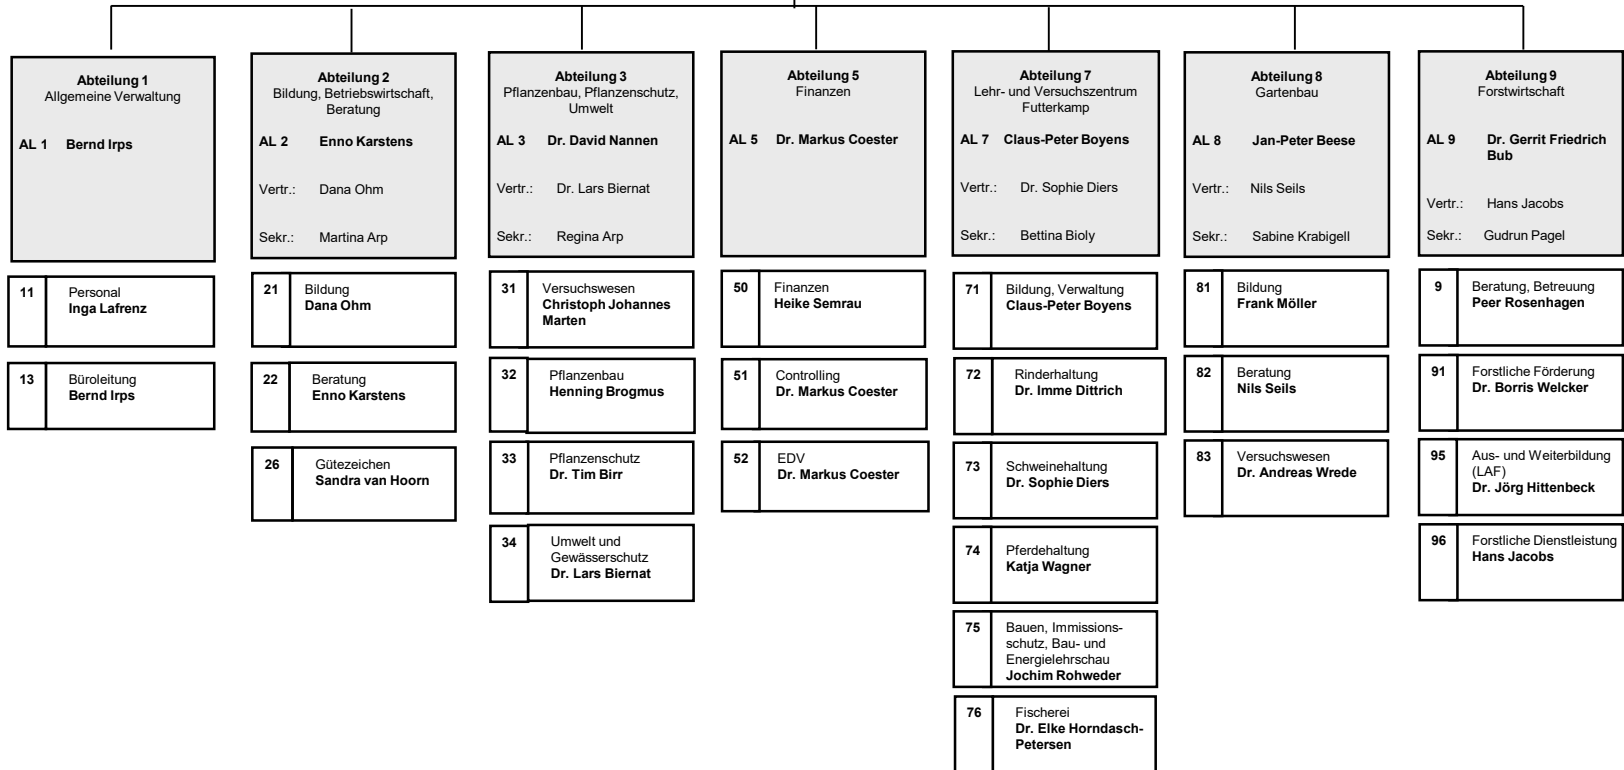 Abteilung 1
Allgemeine Verwaltung
AL 1 Bernd Irps
11 Personal
Inga Lafrenz
13 Büroleitung
Bernd Irps
Abteilung 2
Bildung, Betriebswirtschaft,
Beratung
AL 2 Enno Karstens
Vertr.: Dana Ohm
Sekr.: Martina Arp
21 Bildung
Dana Ohm
22 Beratung
Enno Karstens
26 Gütezeichen
Sandra van Hoorn
Abteilung 3
Pflanzenbau, Pflanzenschutz,
Umwelt
AL 3 Dr. David Nannen
Vertr.: Dr. Lars Biernat
Sekr.: Regina Arp
31 Versuchswesen
Christoph Johannes
Marten
32 Pflanzenbau
Henning Brogmus
33 Pflanzenschutz
Dr. Tim Birr
34 Umwelt und
Gewässerschutz
Dr. Lars Biernat
Abteilung 5
Finanzen
AL 5 Dr. Markus Coester
50 Finanzen
Heike Semrau
51 Controlling
Dr. Markus Coester
52 EDV
Dr. Markus Coester
Abteilung 7
Lehr- und Versuchszentrum
Futterkamp
AL 7 Claus-Peter Boyens
Vertr.: Dr. Sophie Diers
Sekr.: Bettina Bioly
71 Bildung, Verwaltung
Claus-Peter Boyens
72 Rinderhaltung
Dr. Imme Dittrich
73 Schweinehaltung
Dr. Sophie Diers
74 Pferdehaltung
Katja Wagner
75 Bauen, Immissions-
schutz, Bau- und
Energielehrschau
Jochim Rohweder
76 Fischerei
Dr. Elke Horndasch-
Petersen
Abteilung 8
Gartenbau
AL 8 Jan-Peter Beese
Vertr.: Nils Seils
Sekr.: Sabine Krabigell
81 Bildung
Frank Möller
82 Beratung
Nils Seils
83 Versuchswesen
Dr. Andreas Wrede
Abteilung 9
Forstwirtschaft
AL 9 Dr. Gerrit Friedrich
Bub
Vertr.: Hans Jacobs
Sekr.: Gudrun Pagel
9 Beratung, Betreuung
Peer Rosenhagen
91 Forstliche Förderung
Dr. Borris Welcker
95 Aus- und Weiterbildung
(LAF)
Dr. Jörg Hittenbeck
96 Forstliche Dienstleistung
Hans Jacobs